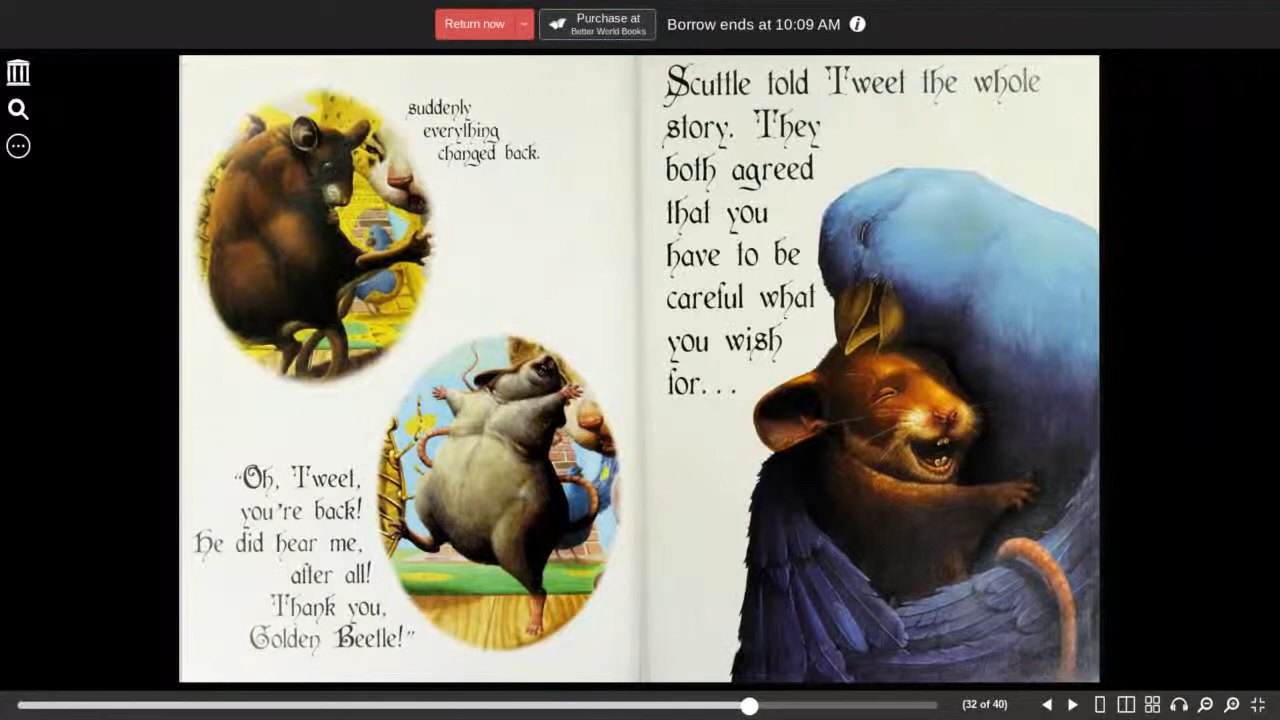 Return now
Purchase at
Better World Books
Borrow ends at 10:09 AM
suddenly
everything
changed back.
"Oh, Tweet,
you're back!
He did hear me,
after all!
Thank you,
Golden Beetle!"
Scuttle told Tweet the whole
story. They
both agreed
that you
have to be
careful what
you wish
for...
(32 of 40)